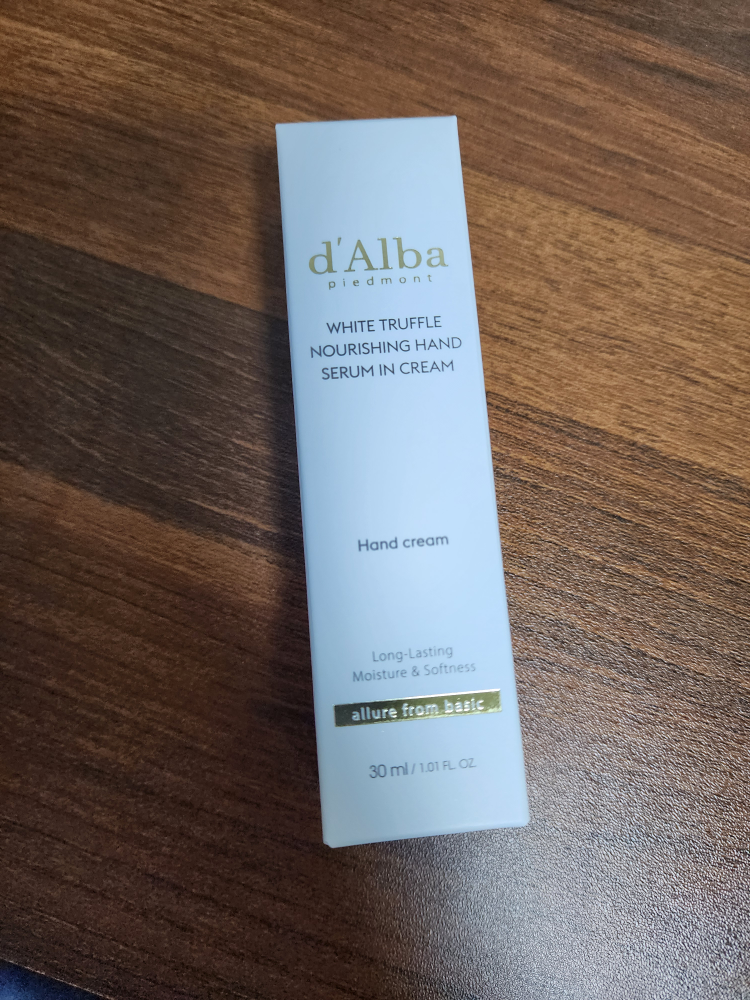 d'Alba
piedmont
WHITE TRUFFLE
NOURISHING HAND
SERUM IN CREAM
Hand cream
Long-Lasting
Moisture & Softness
allure from basic
30 ml / 1.01 FL. OZ.